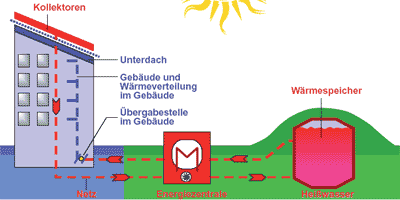 Kollektoren
Unterdach
Gebäude und
Wärmeverteilung
im Gebäude
Wärmespeicher
Übergabestelle
im Gebäude
M
Netz
Energiezentrale
Heißwasser